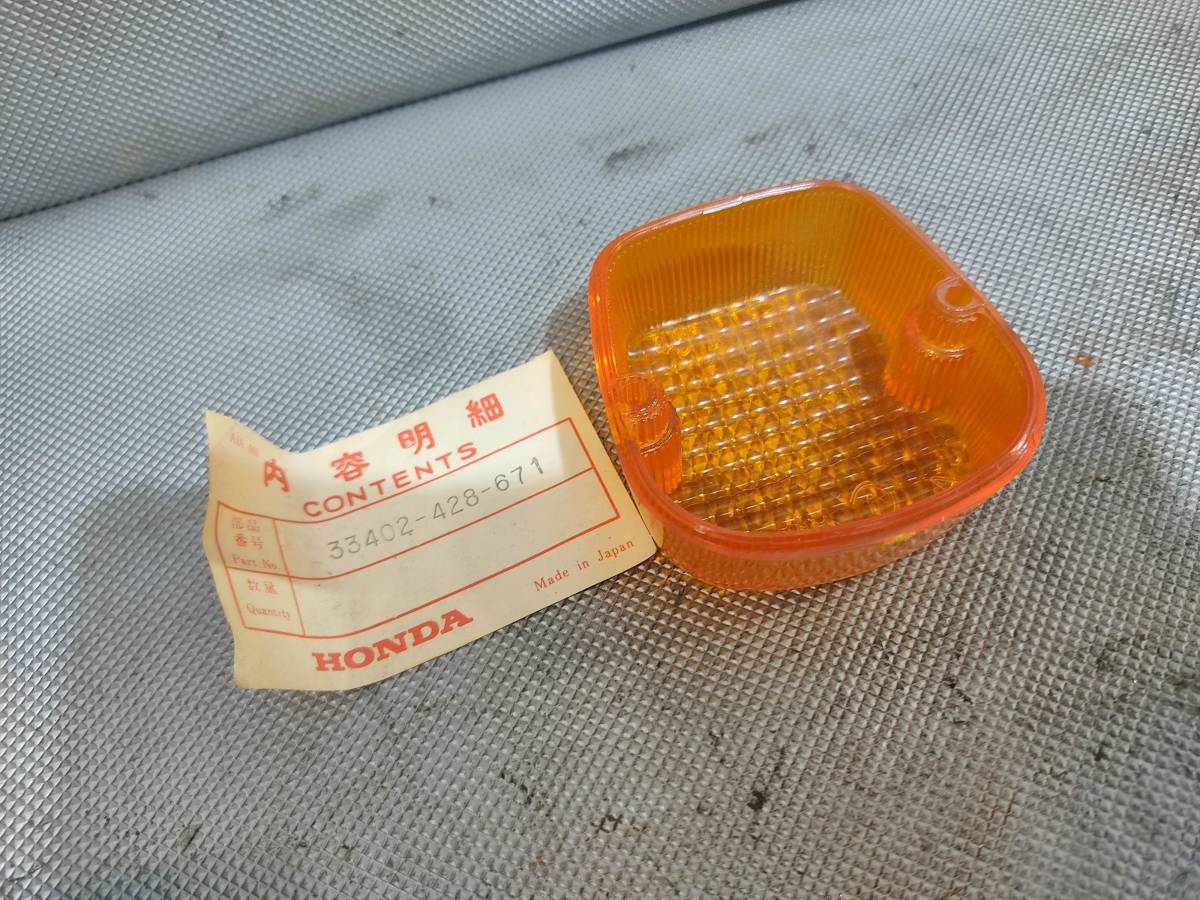 内容明細
CONTENTS
部品番号
Part No.
33402-428-671
数量
Quantity
Made in Japan
HONDA